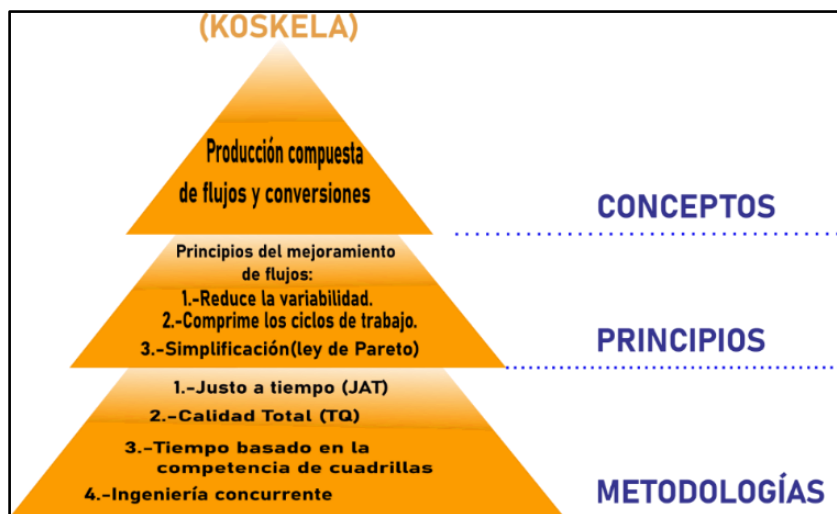 (KOSKELA)
Producción compuesta
de flujos y conversiones
CONCEPTOS
Principios del mejoramiento
de flujos:
1.-Reduce la variabilidad.
2.-Comprime los ciclos de trabajo.
3.-Simplificación(ley de Pareto)
PRINCIPIOS
1.-Justo a tiempo (JAT)
2.-Calidad Total (TQ)
3.-Tiempo basado en la
competencia de cuadrillas
4.-Ingeniería concurrente
METODOLOGÍAS